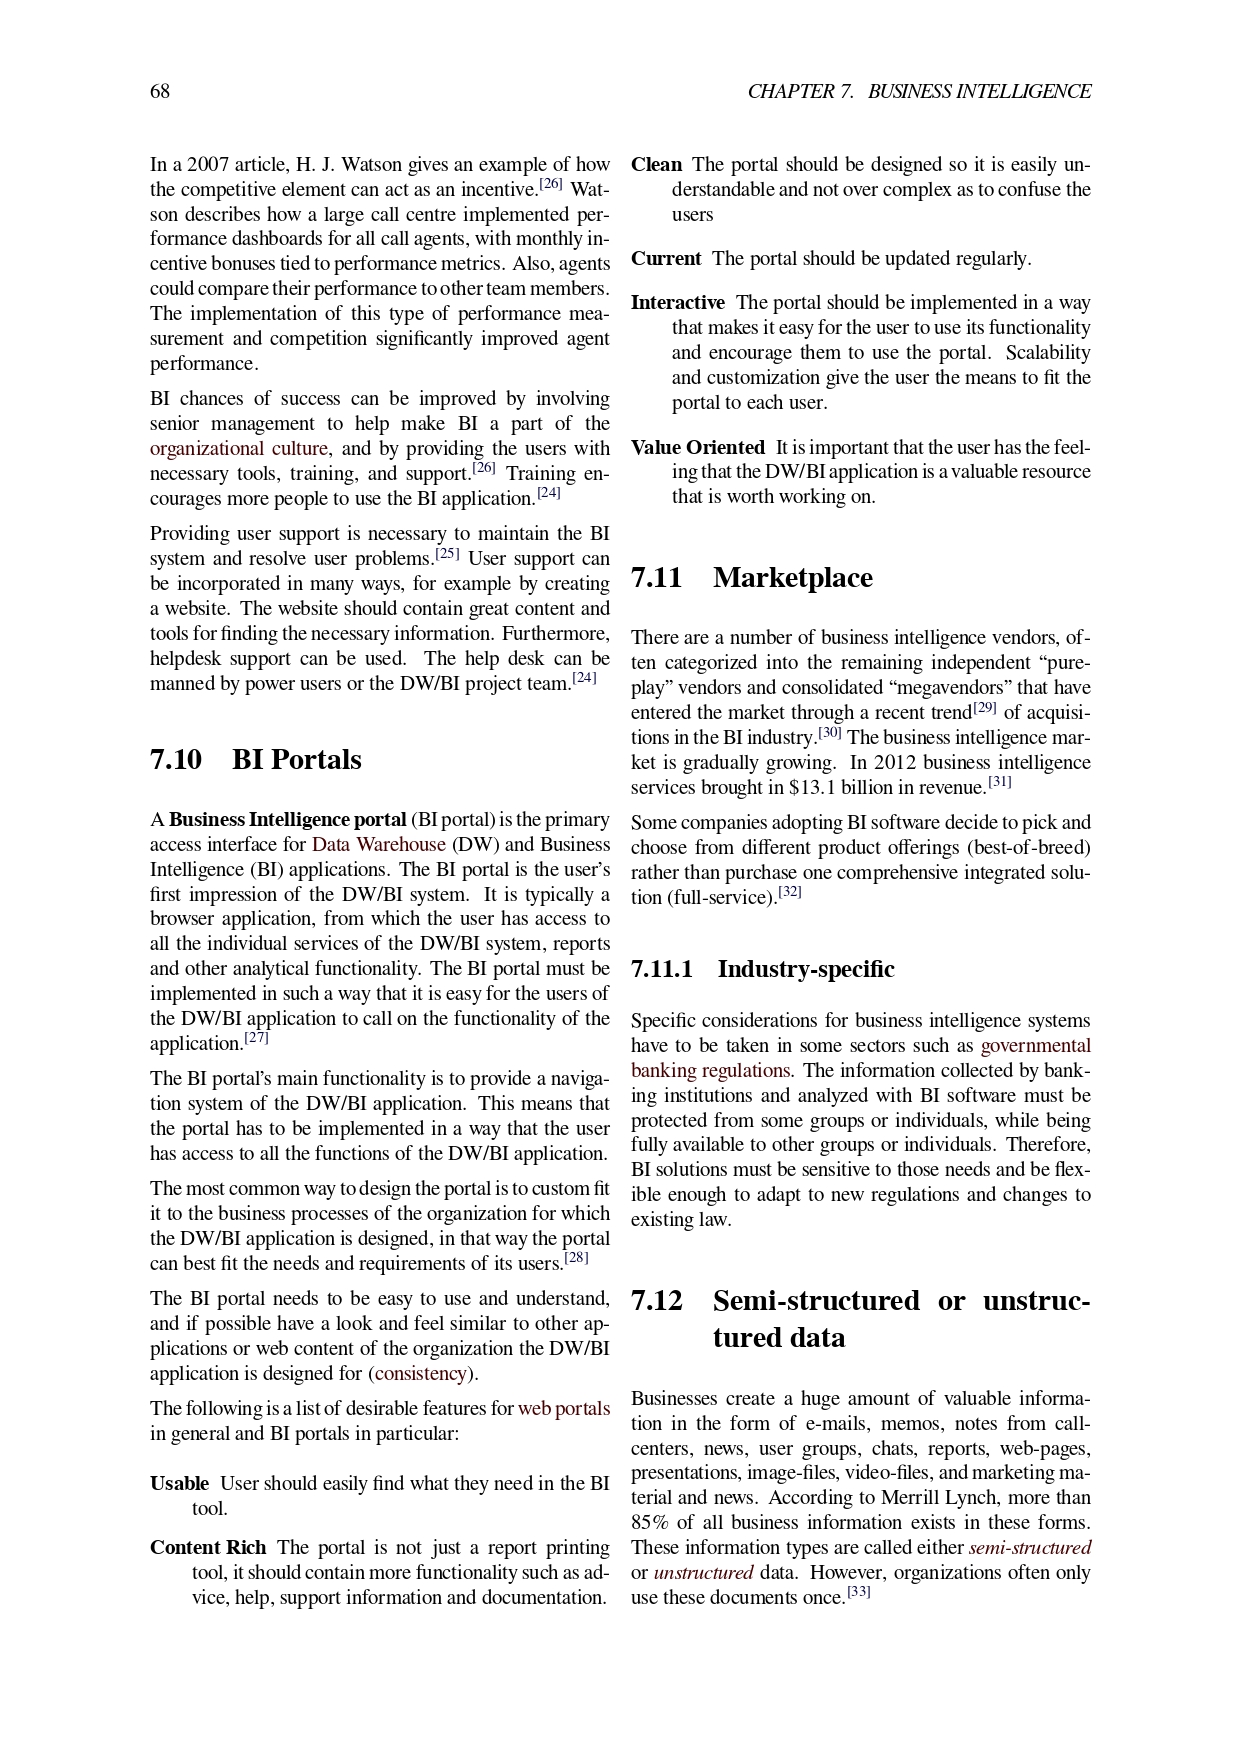 68
CHAPTER 7. BUSINESS INTELLIGENCE
In a 2007 article, H. J. Watson gives an example of how
the competitive element can act as an incentive.[26] Wat-
son describes how a large call centre implemented per-
formance dashboards for all call agents, with monthly in-
centive bonuses tied to performance metrics. Also, agents
could compare their performance to other team members.
The implementation of this type of performance mea-
surement and competition significantly improved agent
performance.
BI chances of success can be improved by involving
senior management to help make BI a part of the
organizational culture, and by providing the users with
necessary tools, training, and support.[26] Training en-
courages more people to use the BI application.[24]
Providing user support is necessary to maintain the BI
system and resolve user problems.[25] User support can
be incorporated in many ways, for example by creating
a website. The website should contain great content and
tools for finding the necessary information. Furthermore,
helpdesk support can be used. The help desk can be
manned by power users or the DW/BI project team.[24]
7.10 BI Portals
A Business Intelligence portal (BI portal) is the primary
access interface for Data Warehouse (DW) and Business
Intelligence (BI) applications. The BI portal is the user’s
first impression of the DW/BI system. It is typically a
browser application, from which the user has access to
all the individual services of the DW/BI system, reports
and other analytical functionality. The BI portal must be
implemented in such a way that it is easy for the users of
the DW/BI application to call on the functionality of the
application.[27]
The BI portal’s main functionality is to provide a naviga-
tion system of the DW/BI application. This means that
the portal has to be implemented in a way that the user
has access to all the functions of the DW/BI application.
The most common way to design the portal is to custom fit
it to the business processes of the organization for which
the DW/BI application is designed, in that way the portal
can best fit the needs and requirements of its users.[28]
The BI portal needs to be easy to use and understand,
and if possible have a look and feel similar to other ap-
plications or web content of the organization the DW/BI
application is designed for (consistency).
The following is a list of desirable features for web portals
in general and BI portals in particular:
Usable User should easily find what they need in the BI
tool.
Content Rich The portal is not just a report printing
tool, it should contain more functionality such as ad-
vice, help, support information and documentation.
Clean The portal should be designed so it is easily un-
derstandable and not over complex as to confuse the
users
Current The portal should be updated regularly.
Interactive The portal should be implemented in a way
that makes it easy for the user to use its functionality
and encourage them to use the portal. Scalability
and customization give the user the means to fit the
portal to each user.
Value Oriented It is important that the user has the feel-
ing that the DW/BI application is a valuable resource
that is worth working on.
7.11 Marketplace
There are a number of business intelligence vendors, of-
ten categorized into the remaining independent “pure-
play” vendors and consolidated “megavendors” that have
entered the market through a recent trend[29] of acquisi-
tions in the BI industry.[30] The business intelligence mar-
ket is gradually growing. In 2012 business intelligence
services brought in $13.1 billion in revenue.[31]
Some companies adopting BI software decide to pick and
choose from different product offerings (best-of-breed)
rather than purchase one comprehensive integrated solu-
tion (full-service).[32]
7.11.1 Industry-specific
Specific considerations for business intelligence systems
have to be taken in some sectors such as governmental
banking regulations. The information collected by bank-
ing institutions and analyzed with BI software must be
protected from some groups or individuals, while being
fully available to other groups or individuals. Therefore,
BI solutions must be sensitive to those needs and be flex-
ible enough to adapt to new regulations and changes to
existing law.
7.12 Semi-structured or unstruc-
tured data
Businesses create a huge amount of valuable informa-
tion in the form of e-mails, memos, notes from call-
centers, news, user groups, chats, reports, web-pages,
presentations, image-files, video-files, and marketing ma-
terial and news. According to Merrill Lynch, more than
85% of all business information exists in these forms.
These information types are called either semi-structured
or unstructured data. However, organizations often only
use these documents once.[33]